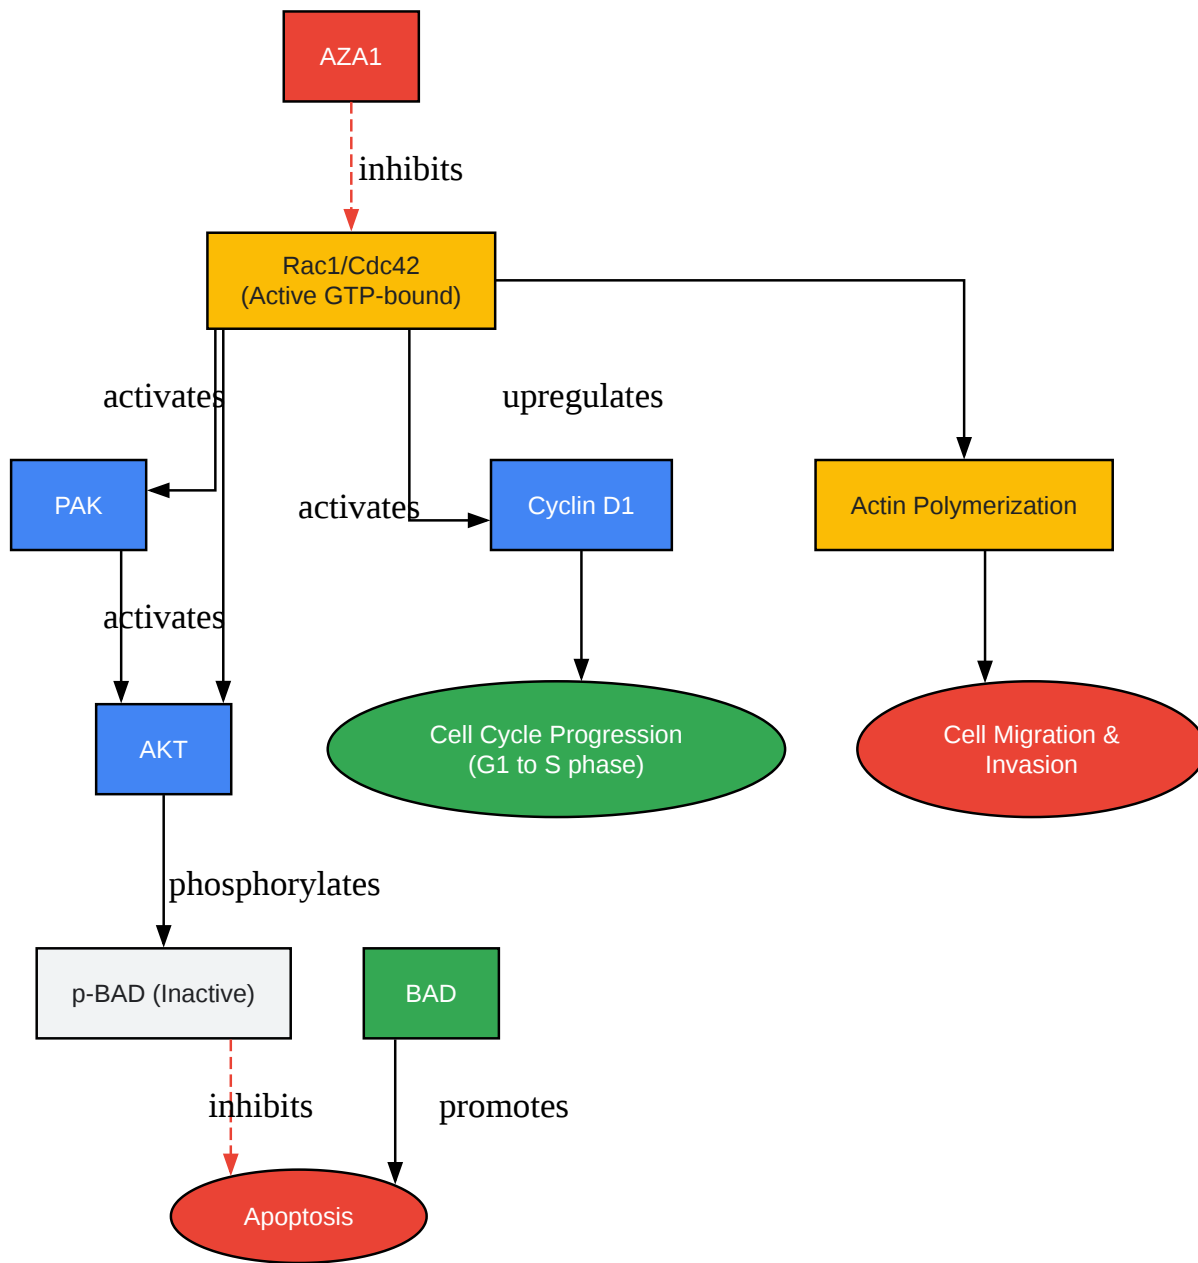 AZA1
inhibits
Rac1/Cdc42
(Active GTP-bound)
activates
upregulates
PAK
activates
Cyclin D1
Actin Polymerization
activates
AKT
Cell Cycle Progression
(G1 to S phase)
Cell Migration &
Invasion
phosphorylates
p-BAD (Inactive)
BAD
inhibits
promotes
Apoptosis